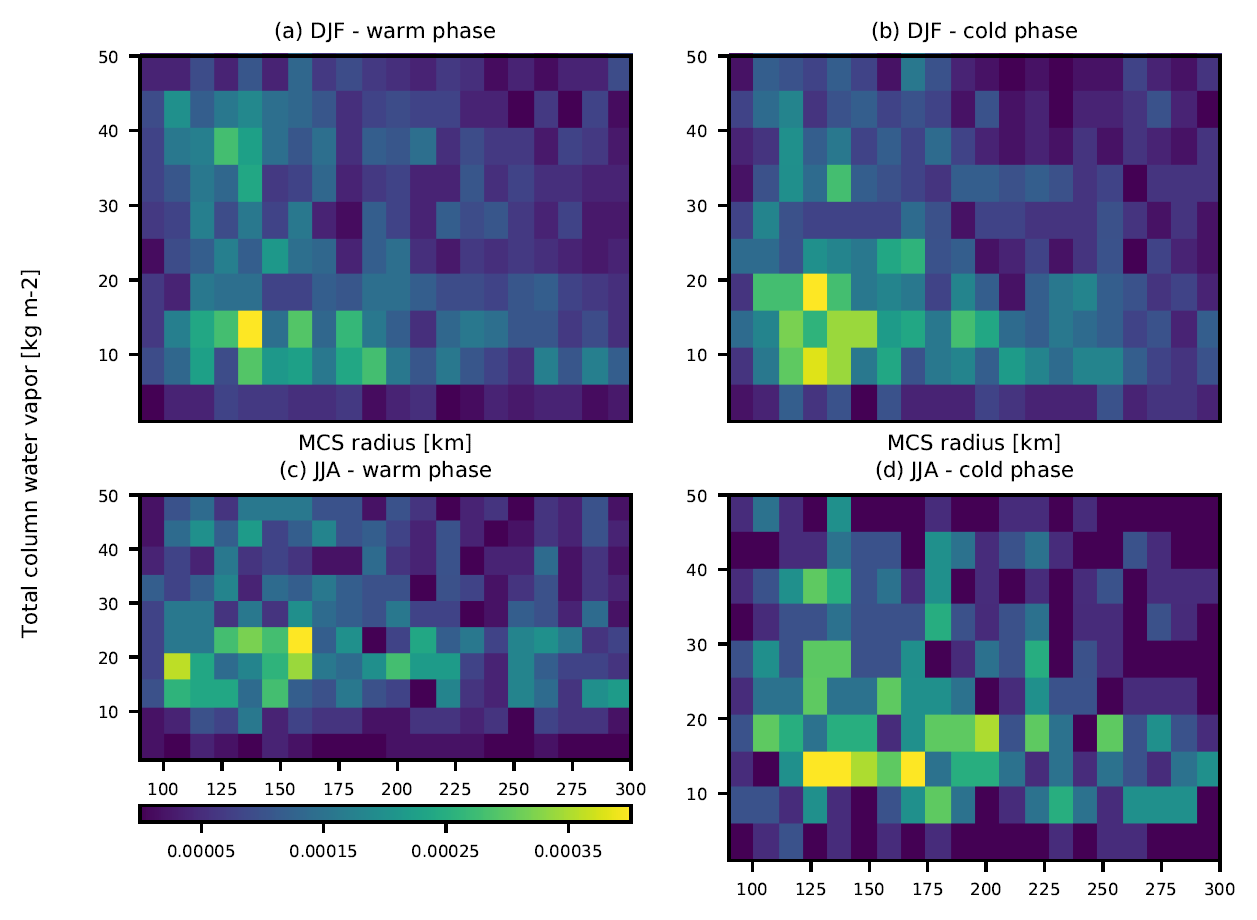 (a) DJF - warm phase
(b) DJF - cold phase
50
40
30
20
10
50
40
30
20
10
Total column water vapor [kg m-2]
MCS radius [km]
MCS radius [km]
(c) JJA - warm phase
(d) JJA - cold phase
50
40
30
20
10
50
40
30
20
10
100 125 150 175 200 225 250 275 300
0.00005 0.00015 0.00025 0.00035
100 125 150 175 200 225 250 275 300